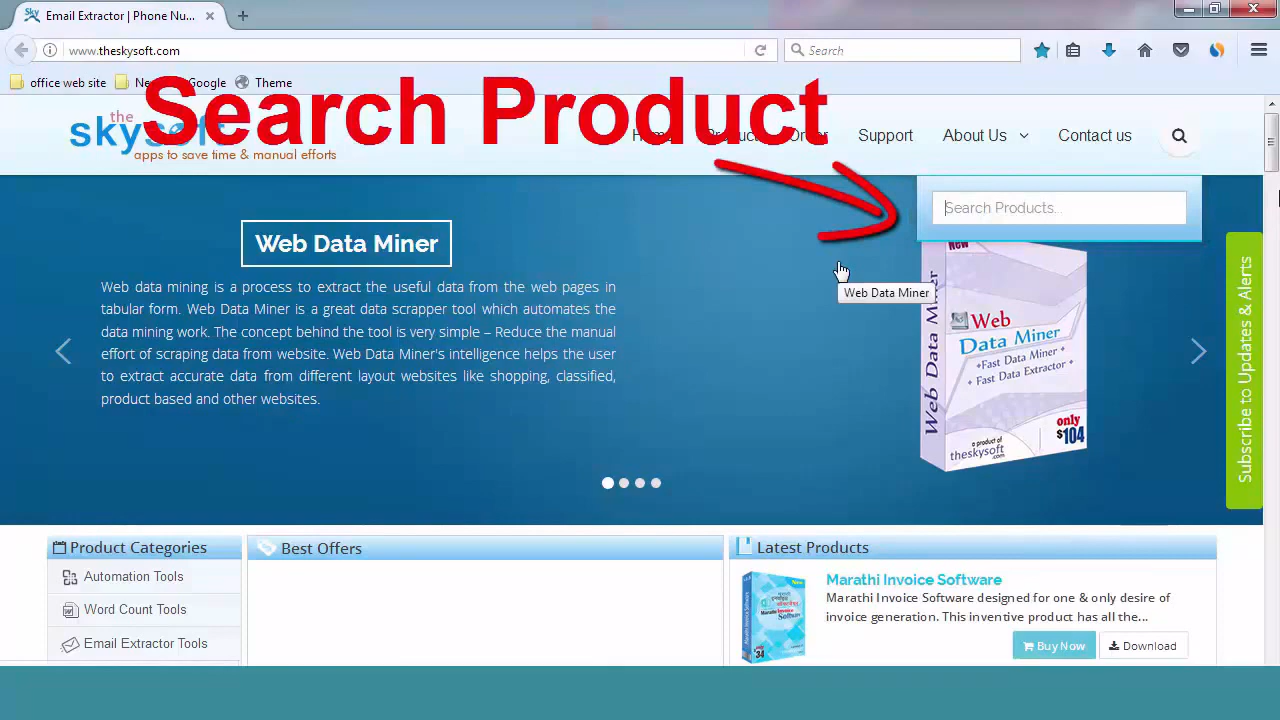 Email Extractor | Phone Nu...
www.theskysoft.com
Search
office web site
Google
Theme
Search Product
the
skysoft
apps to save time & manual efforts
Support
About Us
Contact us
Search Products...
Web Data Miner
Web data mining is a process to extract the useful data from the web pages in
tabular form. Web Data Miner is a great data scrapper tool which automates the
data mining work. The concept behind the tool is very simple – Reduce the manual
effort of scraping data from website. Web Data Miner's intelligence helps the user
to extract accurate data from different layout websites like shopping, classified,
product based and other websites.
Web Data Miner
New
Web Data Miner
Web
Data Miner
+Fast Data Miner +
+ Fast Data Extractor +
only
$104
a product of
theskysoft.com
Subscribe to Updates & Alerts
Product Categories
Automation Tools
Word Count Tools
Email Extractor Tools
Best Offers
Latest Products
New
Marathi Invoice Software
Marathi Invoice Software designed for one & only desire of
invoice generation. This inventive product has all the...
Buy Now
Download